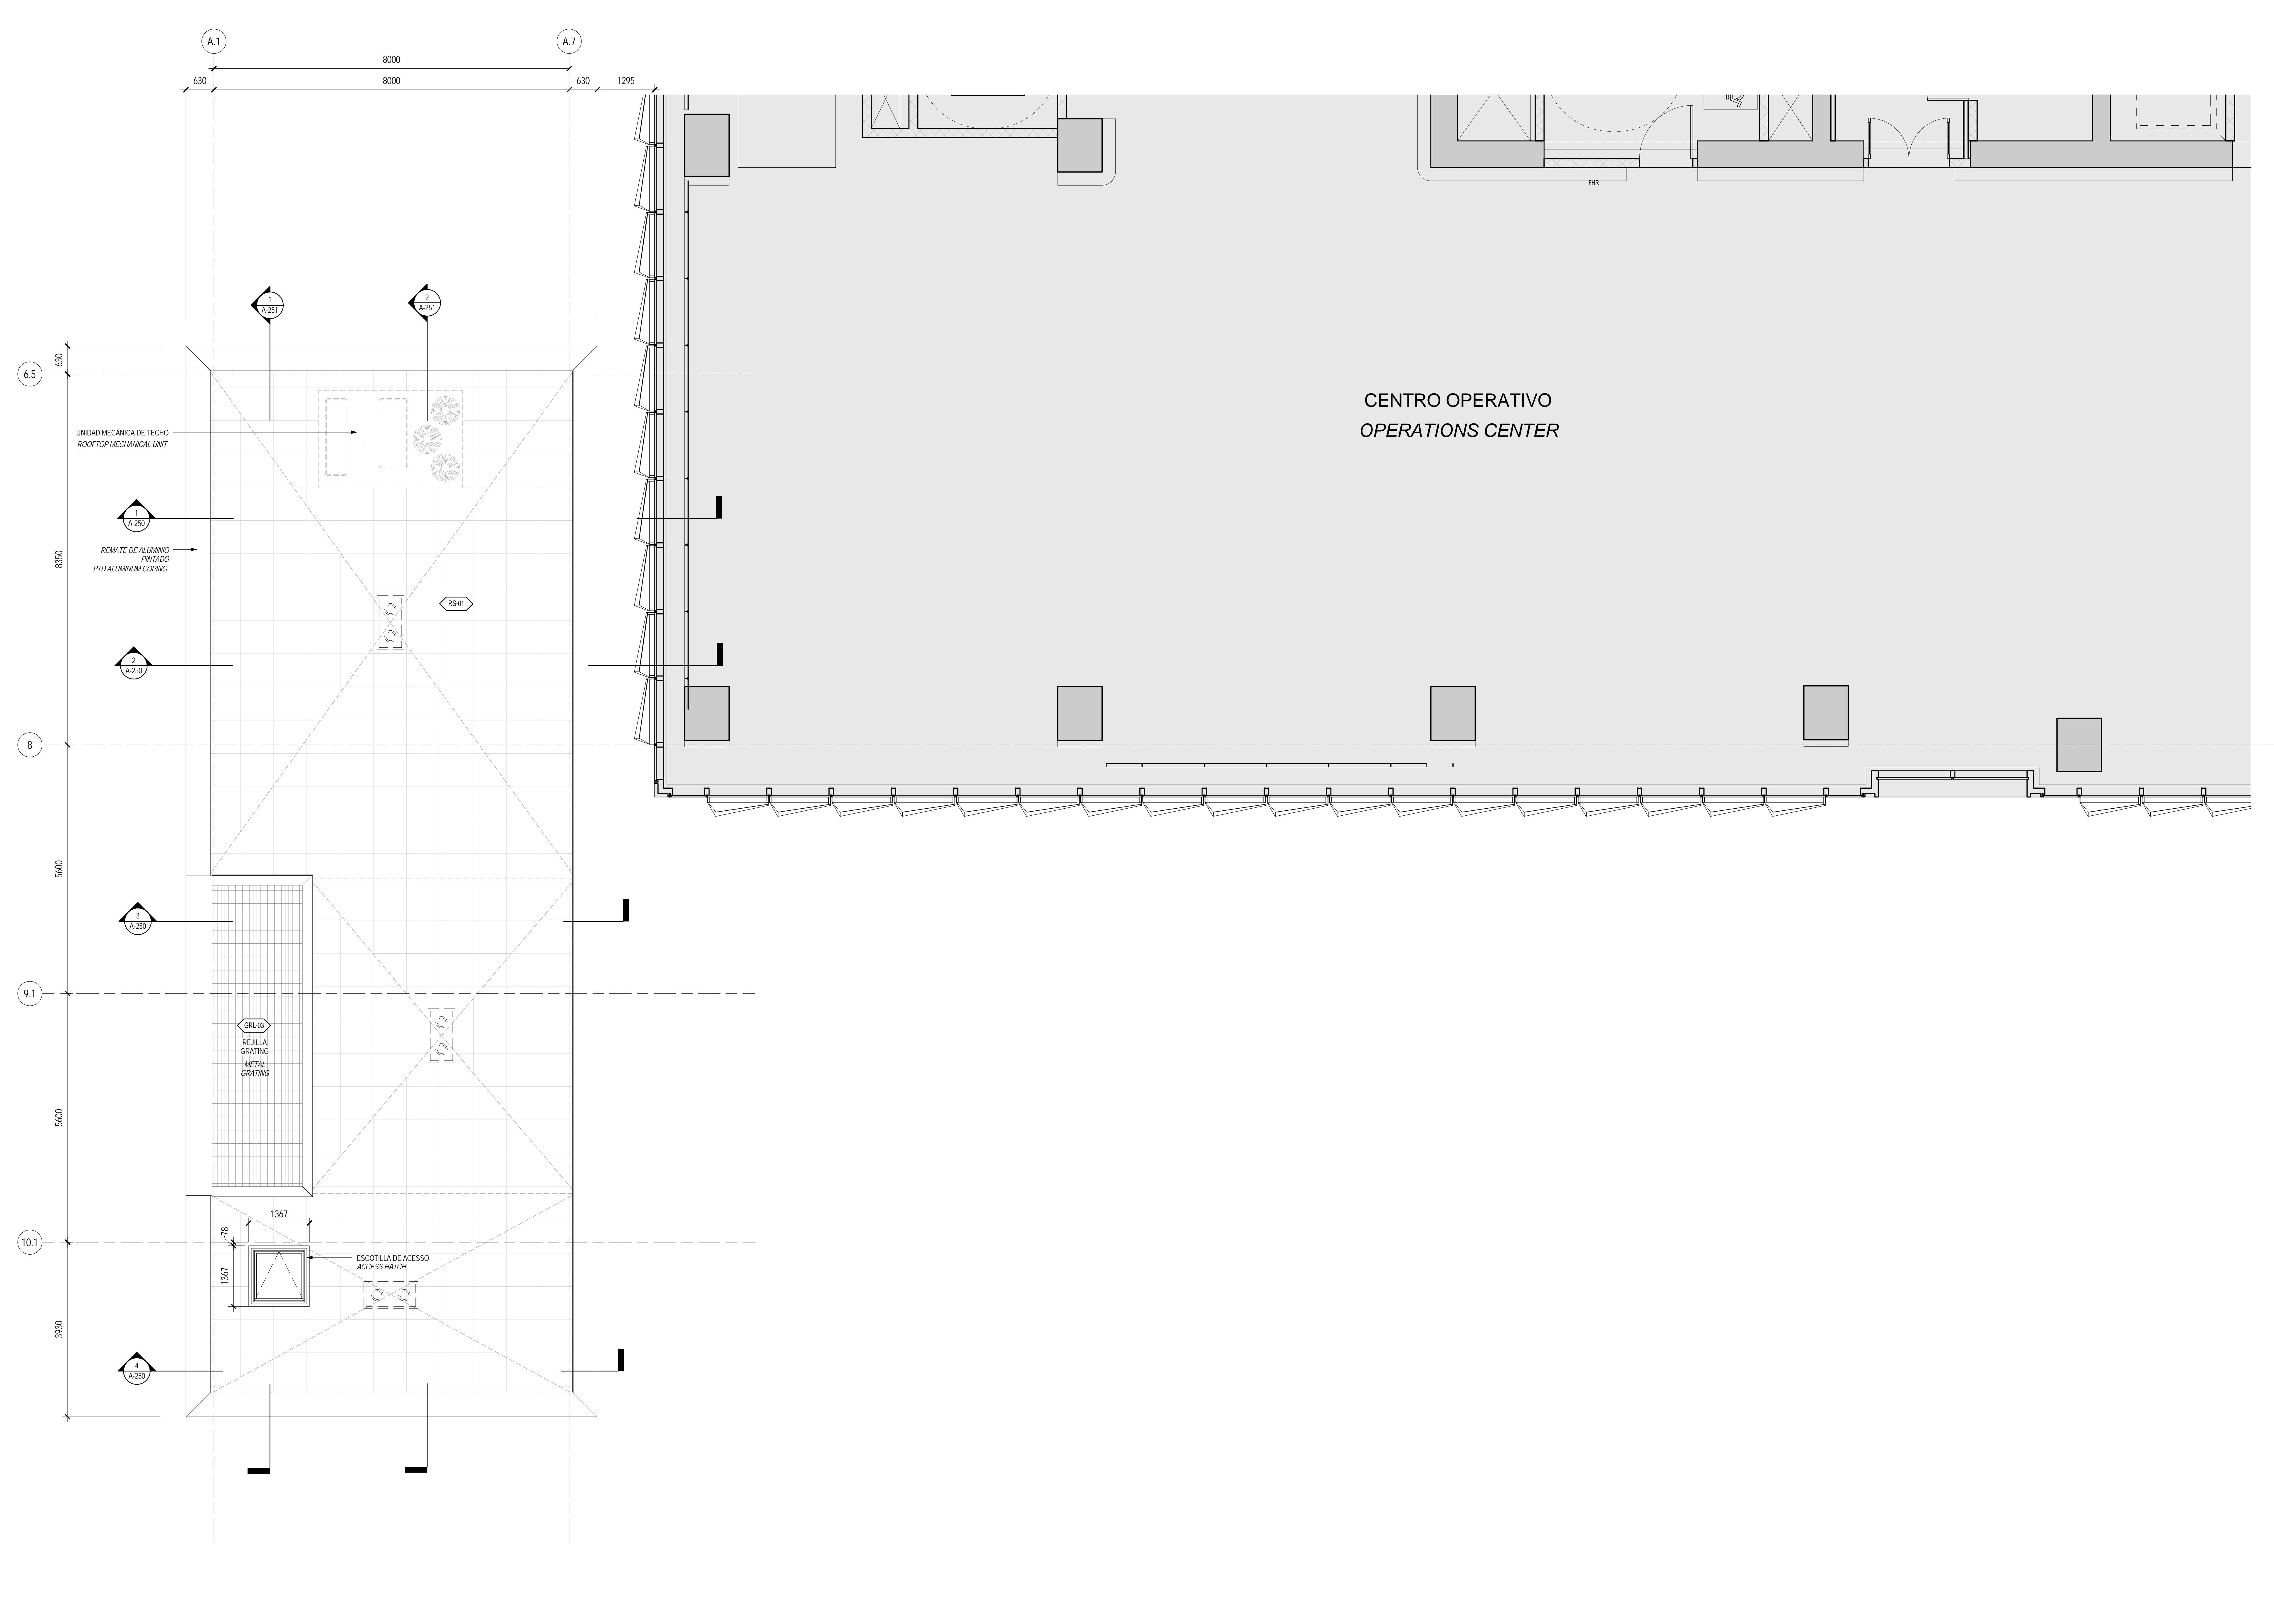 A.1
A.7
8000
630
8000
630
1295
FHR
1
A-251
2
A-251
630
6.5
CENTRO OPERATIVO
OPERATIONS CENTER
UNIDAD MECÁNICA DE TECHO
ROOFTOP MECHANICAL UNIT
1
A-250
REMATE DE ALUMINIO
PINTADO
PTD ALUMINUM COPING
8350
RS-01
2
A-250
8
5600
3
A-250
9.1
GRL-03
REJILLA
GRATING
METAL
GRATING
5600
1367
78
10.1
ESCOTILLA DE ACESSO
ACCESS HATCH
1367
3930
4
A-250